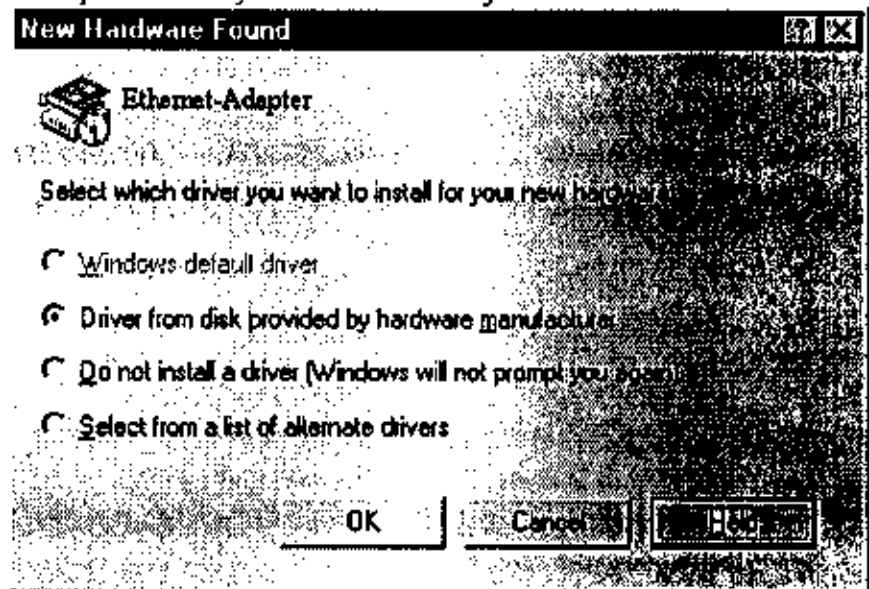 New Hardware Found
Ethernet-Adapter
Select which driver you want to install for your new hardware
Windows default driver
Driver from disk provided by hardware manufacturer
Do not install a driver (Windows will not prompt you again)
Select from a list of alternate drivers
OK Cancel Help